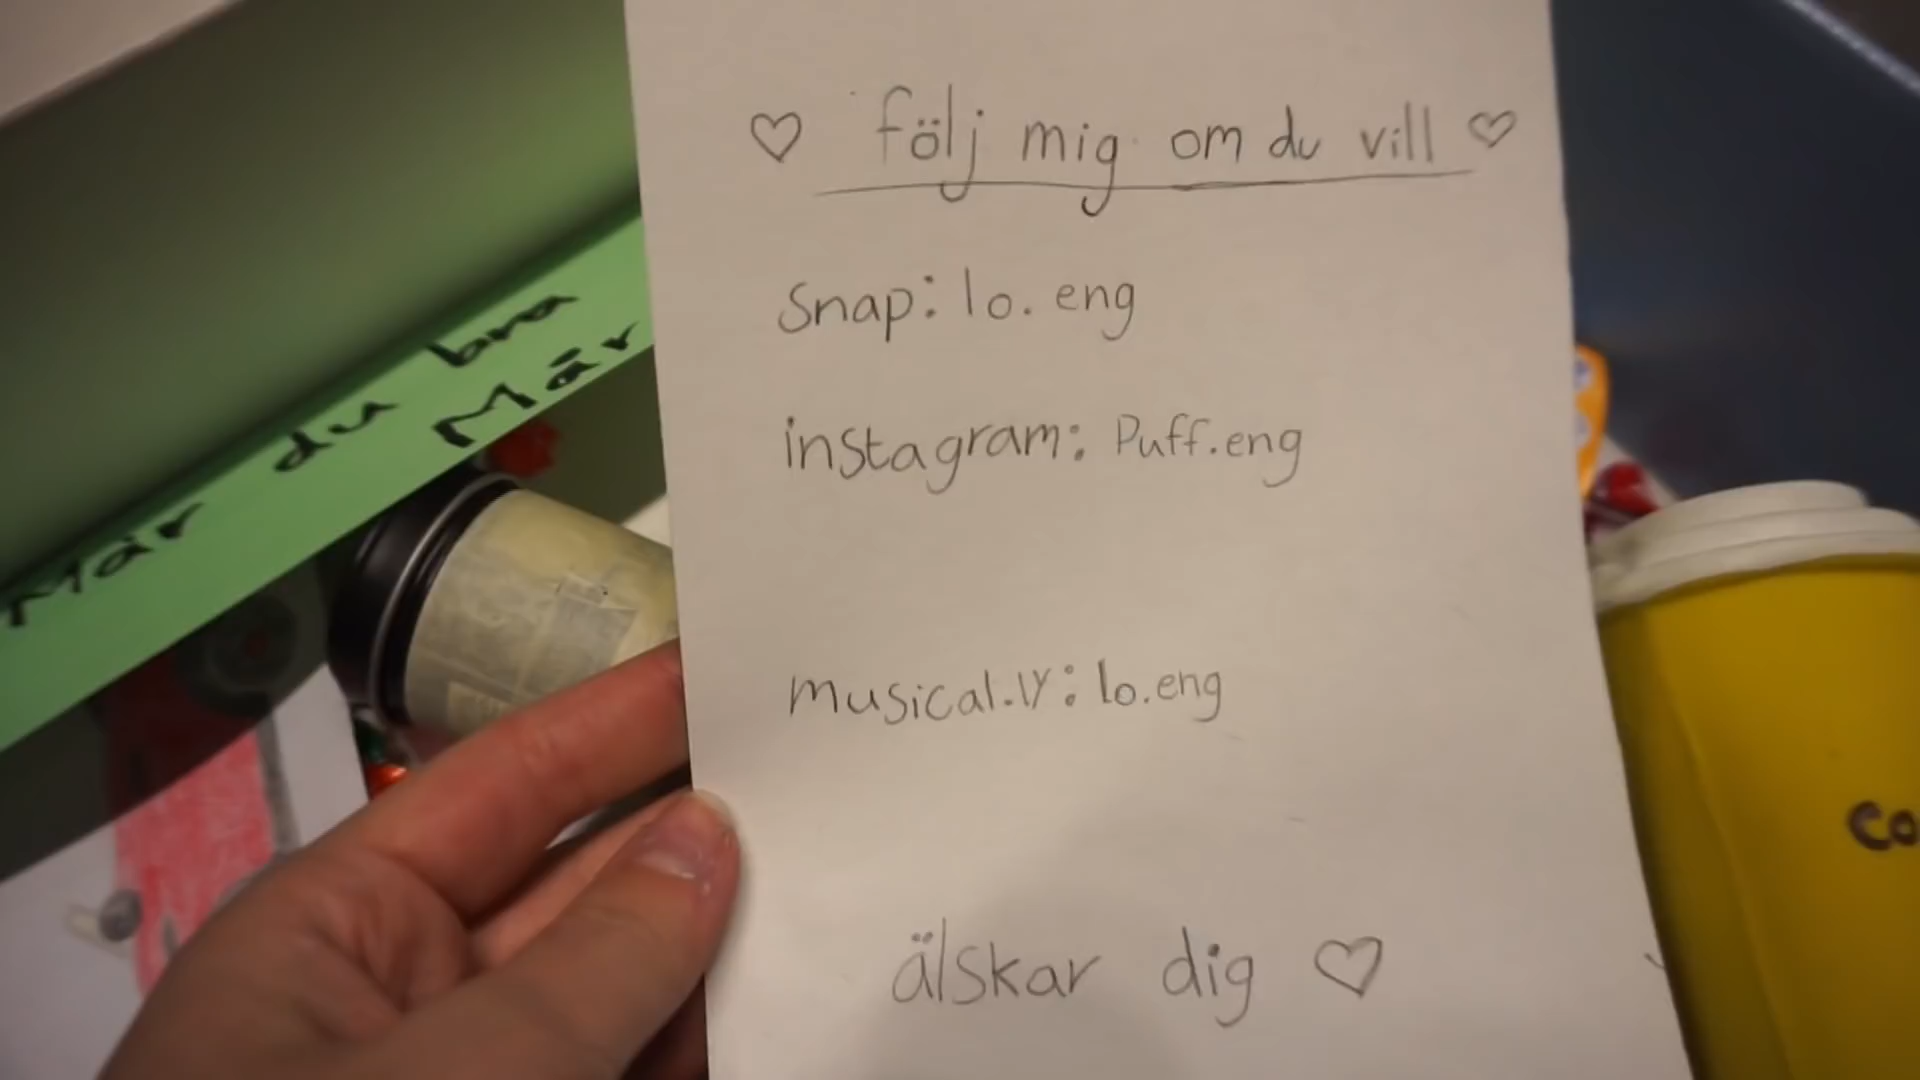 ♡ följ mig om du vill ♡
Snap: lo.eng
instagram: Puff.eng
musical.ly: lo.eng
älskar dig ♡
Mår du bra
Mår
co